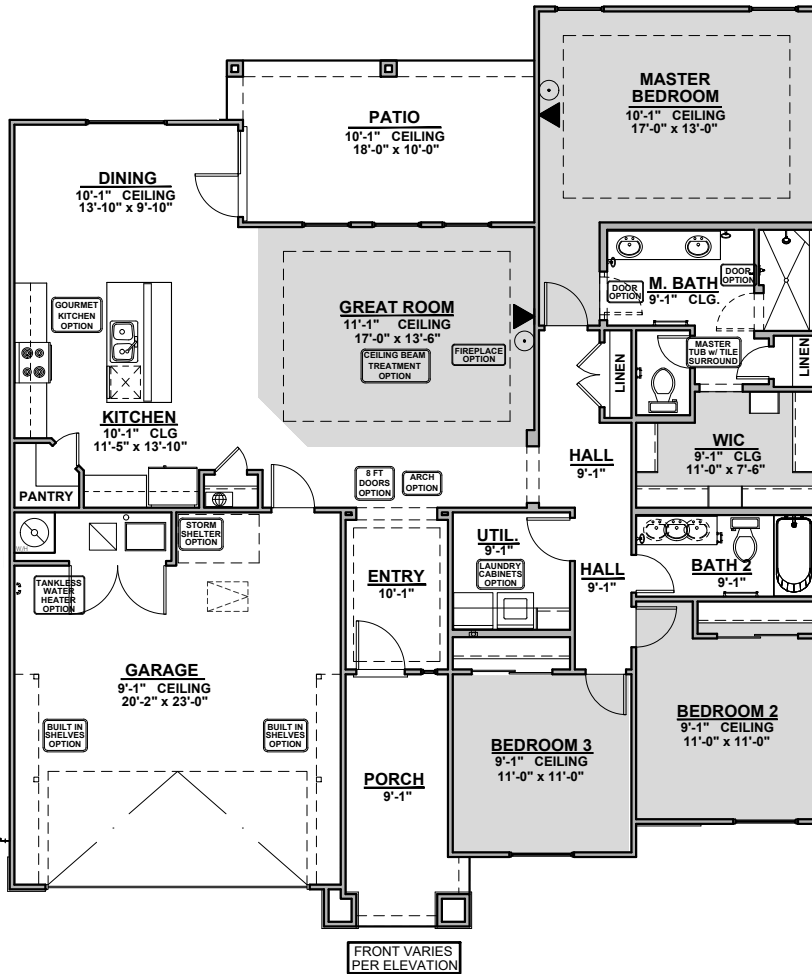 MASTER
BEDROOM
10'-1" CEILING
17'-0" x 13'-0"
PATIO
10'-1" CEILING
18'-0" x 10'-0"
DINING
10'-1" CEILING
13'-10" x 9'-10"
GOURMET
KITCHEN
OPTION
GREAT ROOM
11'-1" CEILING
17'-0" x 13'-6"
CEILING BEAM
TREATMENT
OPTION
FIREPLACE
OPTION
DOOR
OPTION
M. BATH
9'-1" CLG.
DOOR
OPTION
MASTER
TUB w/ TILE
SURROUND
LINEN
LINEN
KITCHEN
10'-1" CLG
11'-5" x 13'-10"
PANTRY
WIC
9'-1" CLG
11'-0" x 7'-6"
HALL
9'-1"
8 FT
DOORS
OPTION
ARCH
OPTION
W/H
STORM
SHELTER
OPTION
UTIL.
9'-1"
LAUNDRY
CABINETS
OPTION
HALL
9'-1"
BATH 2
9'-1"
TANKLESS
WATER
HEATER
OPTION
ENTRY
10'-1"
GARAGE
9'-1" CEILING
20'-2" x 23'-0"
BUILT IN
SHELVES
OPTION
BUILT IN
SHELVES
OPTION
PORCH
9'-1"
BEDROOM 3
9'-1" CEILING
11'-0" x 11'-0"
BEDROOM 2
9'-1" CEILING
11'-0" x 11'-0"
FRONT VARIES
PER ELEVATION